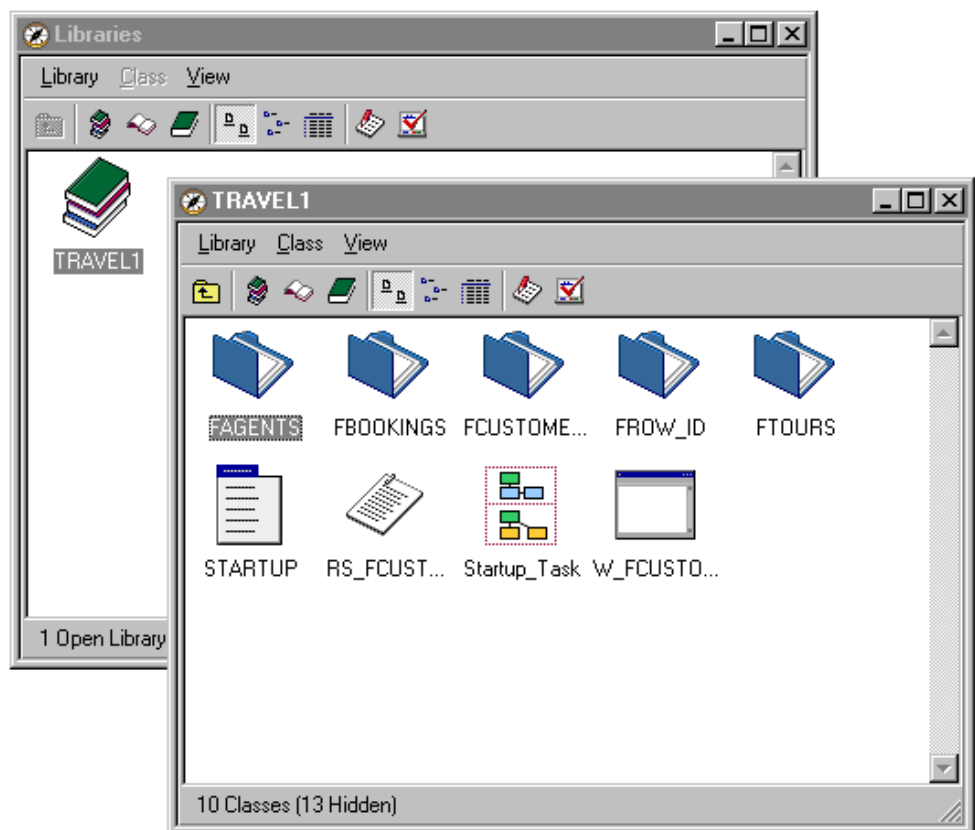 Libraries
Library Class View
TRAVEL1
1 Open Library
TRAVEL1
Library Class View
FAGENTS FBOOKINGS FCUSTOME... FROW_ID FTOURS
STARTUP RS_FCUST... Startup_Task W_FCUSTO...
10 Classes (13 Hidden)